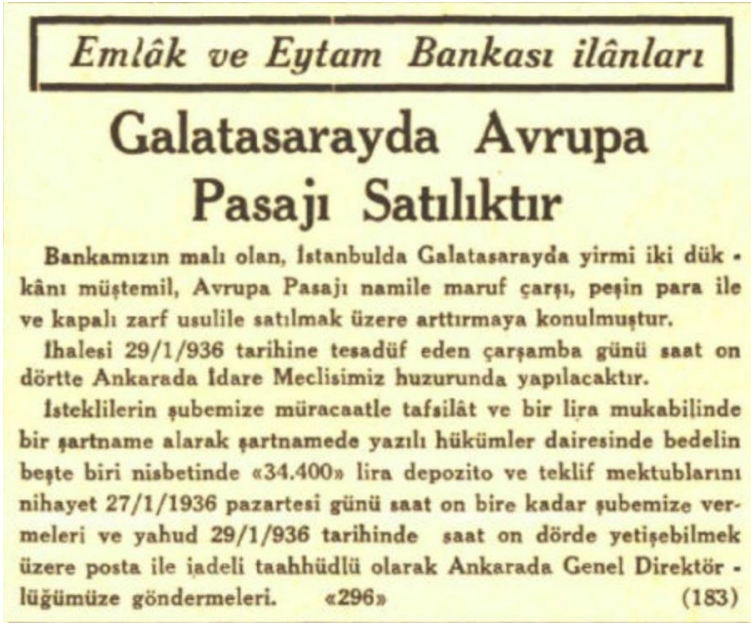 Emlâk ve Eytam Bankası ilânları
Galatasarayda Avrupa
Pasajı Satılıktır
Bankamızın malı olan, İstanbulda Galatasarayda yirmi iki dük -
kânı müştemil, Avrupa Pasajı namile maruf çarşı, peşin para ile
ve kapalı zarf usulile satılmak üzere arttırmaya konulmuştur.
İhalesi 29/1/936 tarihine tesadüf eden çarşamba günü saat on
dörtte Ankarada İdare Meclisimiz huzurunda yapılacaktır.
İsteklilerin şubemize müracaatle tafsilât ve bir lira mukabilinde
bir şartname alarak şartnamede yazılı hükümler dairesinde bedelin
beşte biri nisbetinde «34.400» lira depozito ve teklif mektublarını
nihayet 27/1/1936 pazartesi günü saat on bire kadar şubemize ver-
meleri ve yahud 29/1/936 tarihinde saat on dörde yetişebilmek
üzere posta ile iadeli taahhüdlü olarak Ankarada Genel Direktör -
lüğümüze göndermeleri. «296» (183)